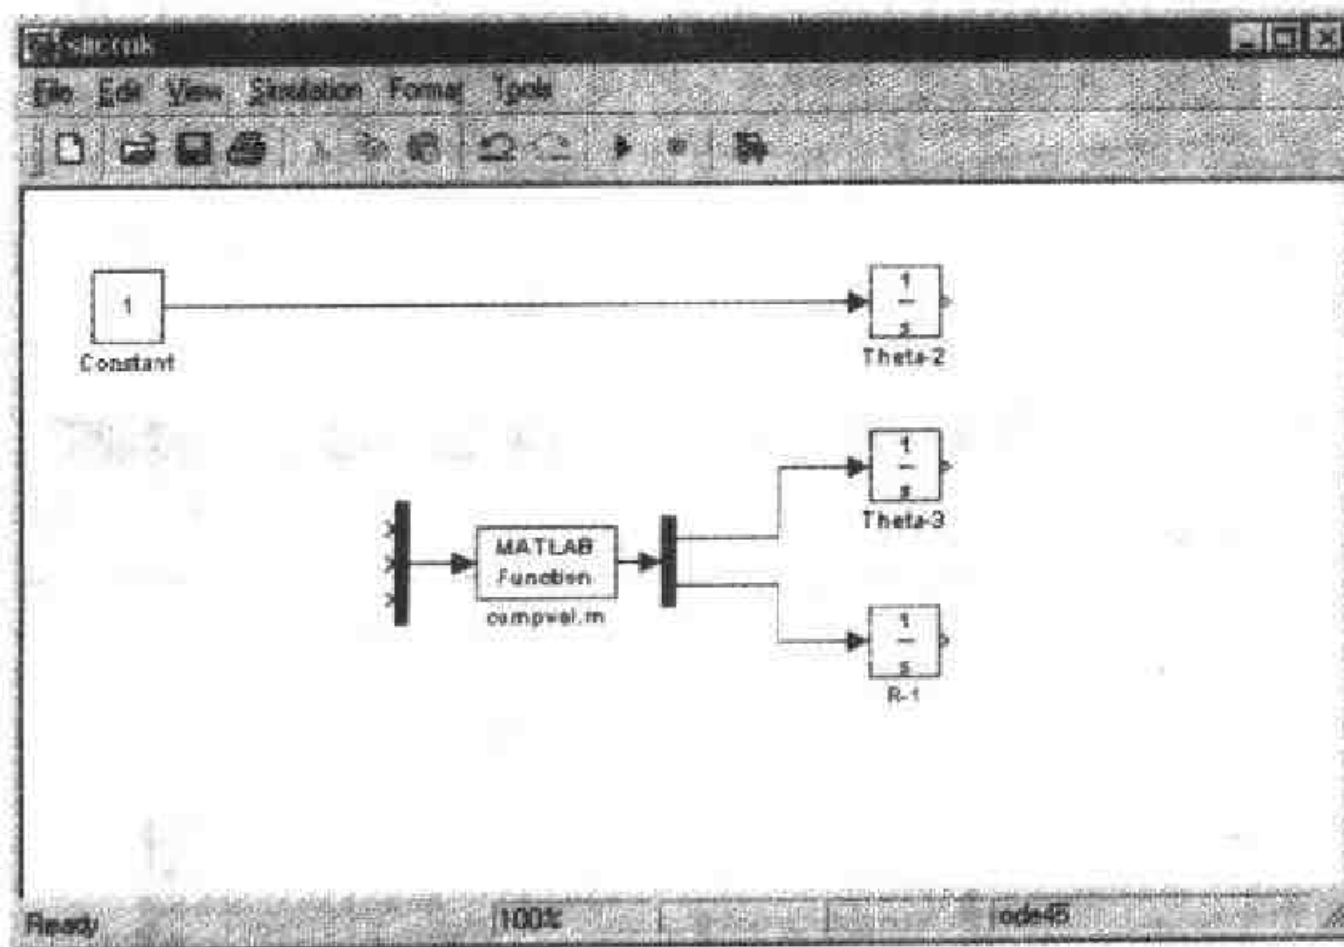 File Edit View Simulation Format Tools
1
Constant
1
s
Theta-2
1
s
Theta-3
MATLAB
Function
compvel.m
1
s
R-1
Ready 100% ode45